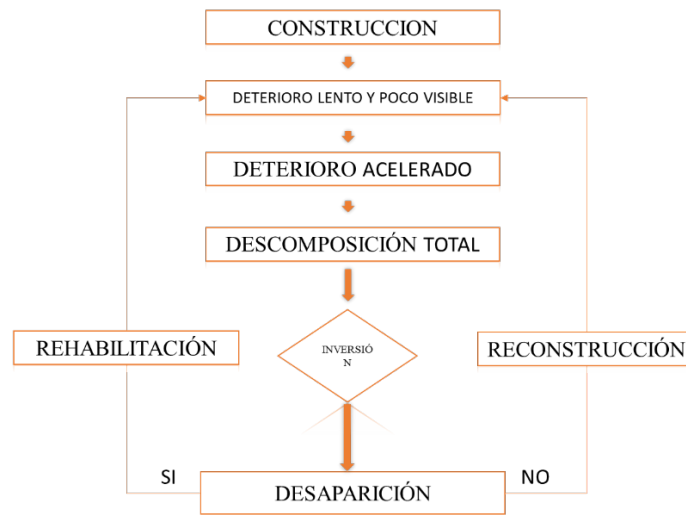 CONSTRUCCION
DETERIORO LENTO Y POCO VISIBLE
DETERIORO ACELERADO
DESCOMPOSICIÓN TOTAL
REHABILITACIÓN
INVERSIÓ
N
RECONSTRUCCIÓN
SI
NO
DESAPARICIÓN